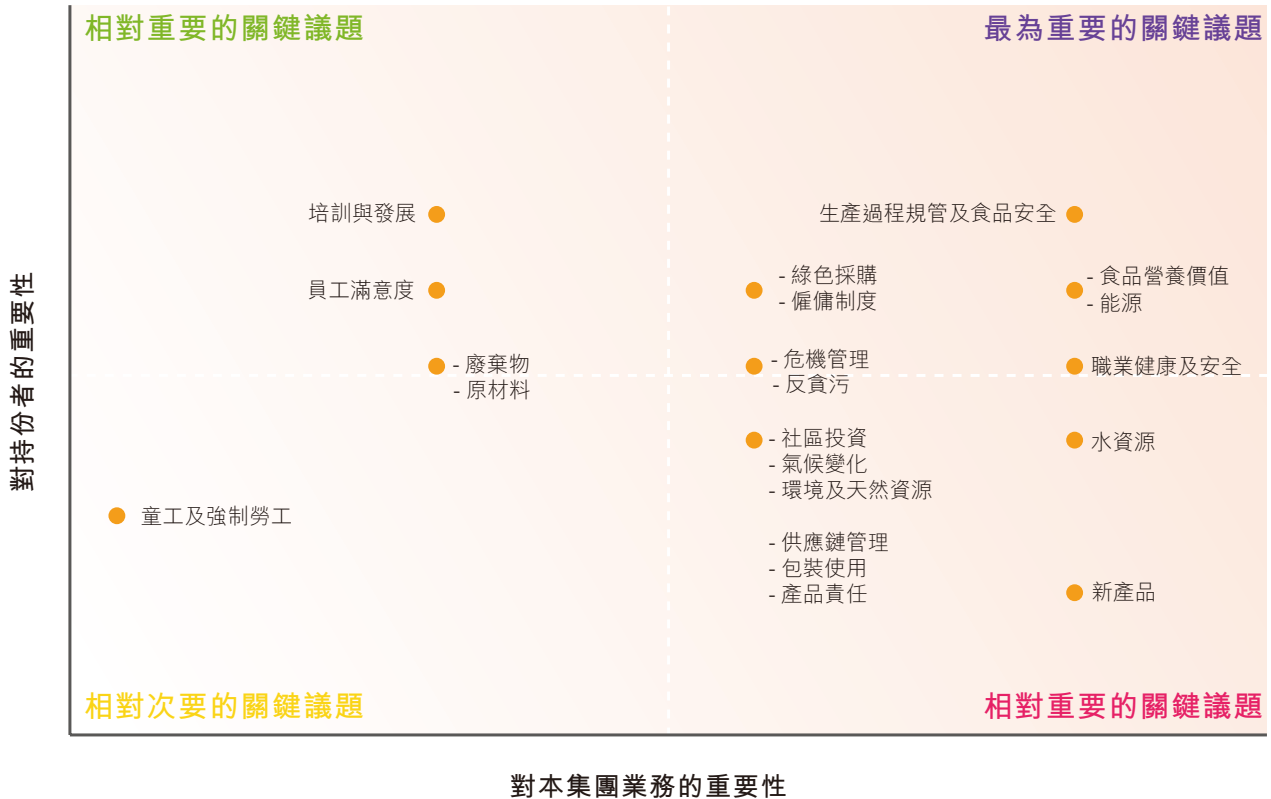 相對重要的關鍵議題
最為重要的關鍵議題
培訓與發展
生產過程規管及食品安全
員工滿意度
- 綠色採購
- 僱傭制度
- 食品營養價值
- 能源
- 廢棄物
- 原材料
- 危機管理
- 反貪污
職業健康及安全
- 社區投資
- 氣候變化
- 環境及天然資源
水資源
童工及強制勞工
- 供應鏈管理
- 包裝使用
- 產品責任
新產品
相對次要的關鍵議題
相對重要的關鍵議題
對持份者的重要性
對本集團業務的重要性